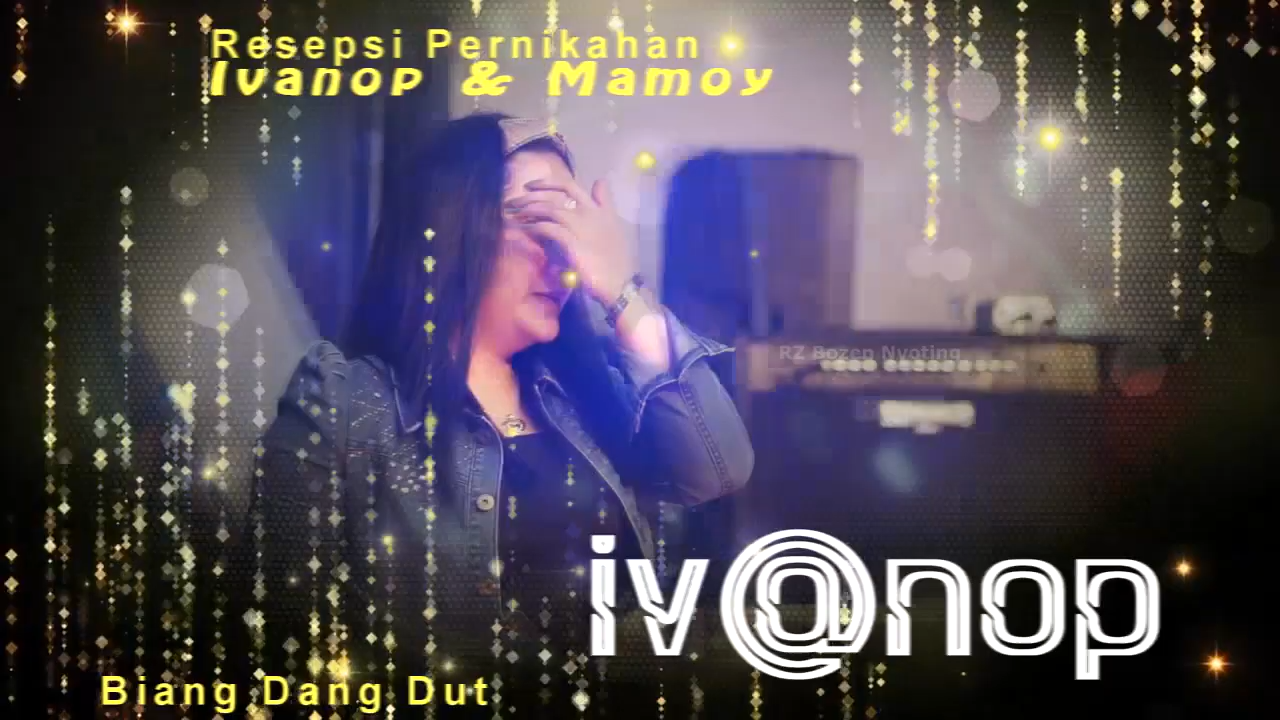 Resepsi Pernikahan
Ivanop & Mamoy
RZ Bozen Nyoting
iv@nop
Biang Dang Dut